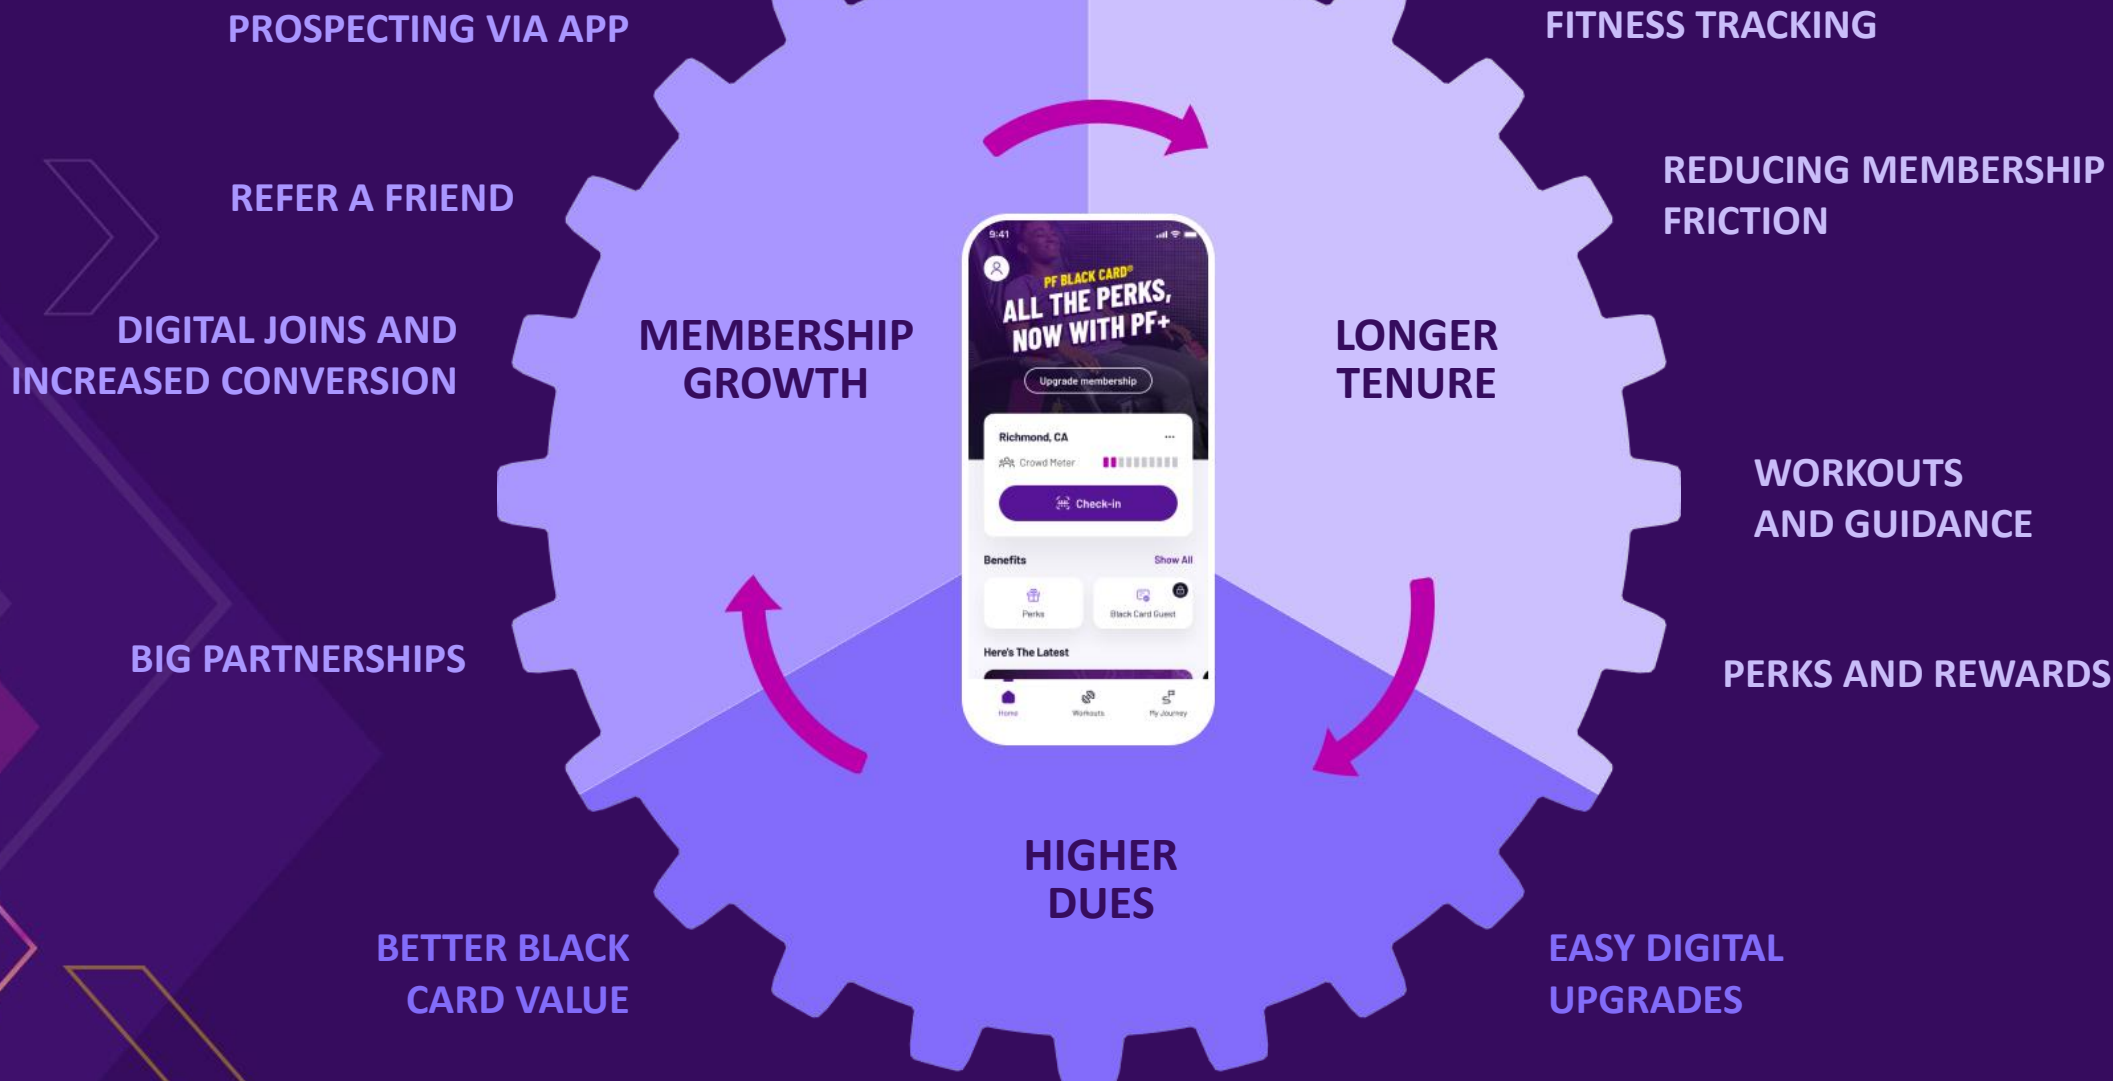 PROSPECTING VIA APP
REFER A FRIEND
DIGITAL JOINS AND
INCREASED CONVERSION
BIG PARTNERSHIPS
MEMBERSHIP
GROWTH
9:41
PF BLACK CARD®
ALL THE PERKS,
NOW WITH PF+
Upgrade membership
Richmond, CA
Crowd Meter
Check-in
Benefits
Show All
Perks
Black Card Guest
Here's The Latest
Home
Workouts
My Journey
LONGER
TENURE
FITNESS TRACKING
REDUCING MEMBERSHIP
FRICTION
WORKOUTS
AND GUIDANCE
PERKS AND REWARDS
HIGHER
DUES
BETTER BLACK
CARD VALUE
EASY DIGITAL
UPGRADES